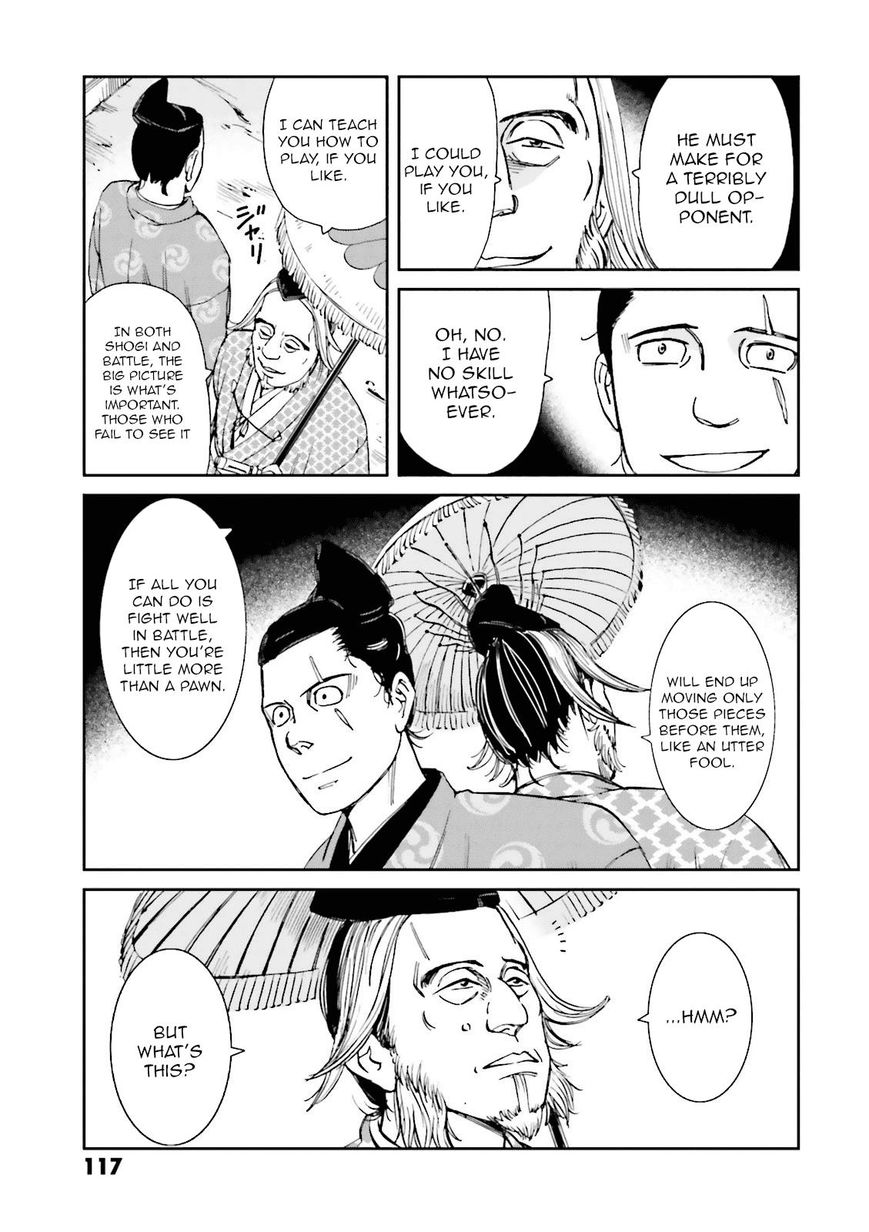 HE MUST
MAKE FOR
A TERRIBLY
DULL OP-
PONENT.
I COULD
PLAY YOU,
IF YOU
LIKE.
OH, NO.
I HAVE
NO SKILL
WHATSO-
EVER.
I CAN TEACH
YOU HOW TO
PLAY, IF YOU
LIKE.
ジャリ
IN BOTH
SHOGI AND
BATTLE, THE
BIG PICTURE
IS WHAT'S
IMPORTANT.
THOSE WHO
FAIL TO SEE IT
WILL END UP
MOVING ONLY
THOSE PIECES
BEFORE THEM,
LIKE AN UTTER
FOOL.
IF ALL YOU
CAN DO IS
FIGHT WELL
IN BATTLE,
THEN YOU'RE
LITTLE MORE
THAN A PAWN.
...HMM?
BUT
WHAT'S
THIS?
117